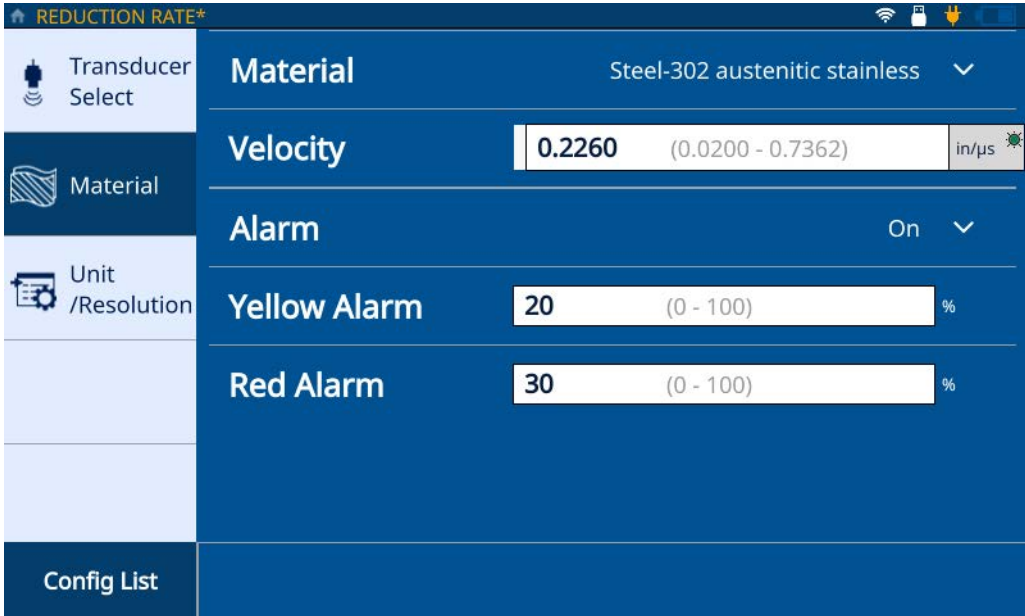 REDUCTION RATE*
Transducer
Select
Material
Unit
/Resolution
Config List
Material Steel-302 austenitic stainless
Velocity 0.2260 (0.0200 - 0.7362) in/µs
Alarm On
Yellow Alarm 20 (0 - 100) %
Red Alarm 30 (0 - 100) %